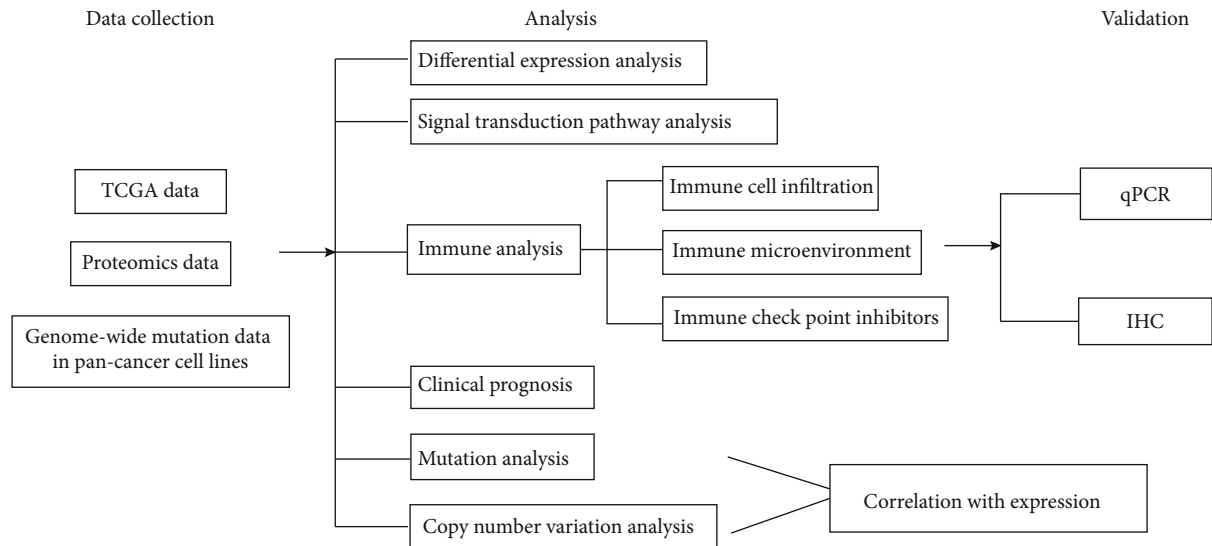 Data collection
Analysis
Validation
Differential expression analysis
Signal transduction pathway analysis
TCGA data
Proteomics data
Genome-wide mutation data
in pan-cancer cell lines
Immune analysis
Immune cell infiltration
Immune microenvironment
Immune check point inhibitors
Clinical prognosis
Mutation analysis
Copy number variation analysis
Correlation with expression
qPCR
IHC